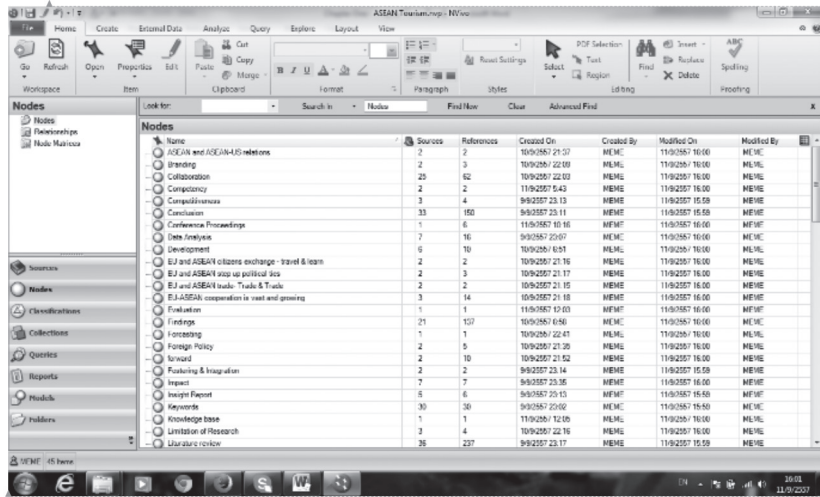 ASEAN Tourism.nvp - NVivo
File Home Create External Data Analyze Query Explore Layout View
Go Refresh Open Properties Edit Paste Cut Copy Merge B I U A Reset Settings Select PDF Selection Text Region Find Insert Replace Delete ABC Spelling
Workspace Item Clipboard Format Paragraph Styles Editing Proofing
Nodes Look for: Search In Nodes Find Now Clear Advanced Find x
Nodes
Relationships
Node Matrices
Sources
Nodes
Classifications
Collections
Queries
Reports
Models
Folders
Nodes
Name Sources References Created On Created By Modified On Modified By
ASEAN and ASEAN-US relations 2 2 10/9/2557 21:37 MEME 11/9/2557 16:00 MEME
Branding 2 3 10/9/2557 22:09 MEME 11/9/2557 16:00 MEME
Collaboration 25 62 10/9/2557 22:03 MEME 11/9/2557 16:00 MEME
Competency 2 2 11/9/2557 5:43 MEME 11/9/2557 16:00 MEME
Competitiveness 3 4 9/9/2557 23:13 MEME 11/9/2557 15:59 MEME
Conclusion 33 150 9/9/2557 23:11 MEME 11/9/2557 16:00 MEME
Conference Proceedings 1 6 11/9/2557 10:16 MEME 11/9/2557 16:00 MEME
Data Analysis 7 16 9/9/2557 23:07 MEME 11/9/2557 16:00 MEME
Development 6 10 10/9/2557 6:51 MEME 11/9/2557 16:00 MEME
EU and ASEAN citizens exchange - travel & learn 2 2 10/9/2557 21:16 MEME 11/9/2557 16:00 MEME
EU and ASEAN step up political ties 2 3 10/9/2557 21:17 MEME 11/9/2557 16:00 MEME
EU and ASEAN trade- Trade & Trade 2 2 10/9/2557 21:15 MEME 11/9/2557 16:00 MEME
EU-ASEAN cooperation is vast and growing 3 14 10/9/2557 21:18 MEME 11/9/2557 16:00 MEME
Evaluation 1 1 11/9/2557 12:03 MEME 11/9/2557 16:00 MEME
Findings 21 137 10/9/2557 6:58 MEME 11/9/2557 16:00 MEME
Forcasting 1 1 10/9/2557 22:41 MEME 11/9/2557 16:00 MEME
Foreign Policy 2 5 10/9/2557 21:35 MEME 11/9/2557 16:00 MEME
forward 2 10 10/9/2557 21:52 MEME 11/9/2557 16:00 MEME
Fostering & Integration 2 2 9/9/2557 23:14 MEME 11/9/2557 15:59 MEME
Impact 7 7 9/9/2557 23:35 MEME 11/9/2557 16:00 MEME
Insight Report 5 6 9/9/2557 23:13 MEME 11/9/2557 15:59 MEME
Keywords 30 30 9/9/2557 23:02 MEME 11/9/2557 15:59 MEME
Knowledge base 1 1 11/9/2557 12:05 MEME 11/9/2557 16:00 MEME
Limitation of Research 3 4 10/9/2557 22:16 MEME 11/9/2557 16:00 MEME
Literature review 36 237 9/9/2557 23:17 MEME 11/9/2557 15:59 MEME
MEME 45 Items
EN 16:01
11/9/2557